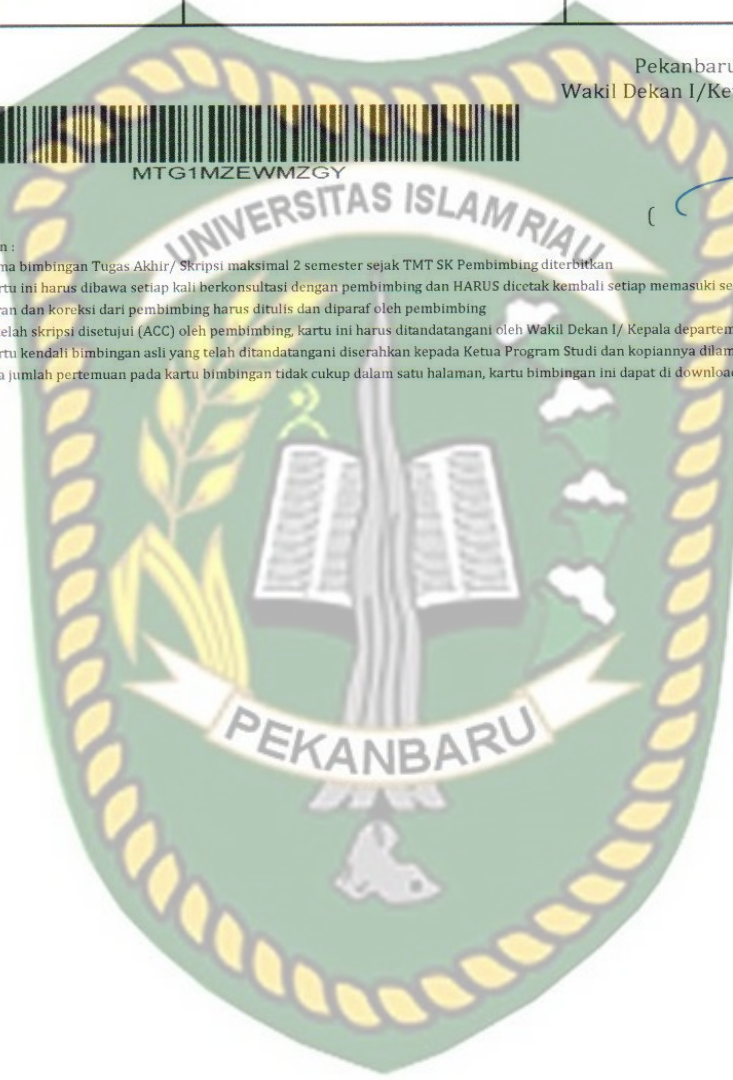 Pekanbaru
Wakil Dekan I/Ke
MTG1MZEWMZGY
UNIVERSITAS ISLAM RIAU
(
n :
ma bimbingan Tugas Akhir/ Skripsi maksimal 2 semester sejak TMT SK Pembimbing diterbitkan
rtu ini harus dibawa setiap kali berkonsultasi dengan pembimbing dan HARUS dicetak kembali setiap memasuki se
ran dan koreksi dari pembimbing harus ditulis dan diparaf oleh pembimbing
telah skripsi disetujui (ACC) oleh pembimbing, kartu ini harus ditandatangani oleh Wakil Dekan I/ Kepala departem
rtu kendali bimbingan asli yang telah ditandatangani diserahkan kepada Ketua Program Studi dan kopiannya dilam
a jumlah pertemuan pada kartu bimbingan tidak cukup dalam satu halaman, kartu bimbingan ini dapat di download
PEKANBARU